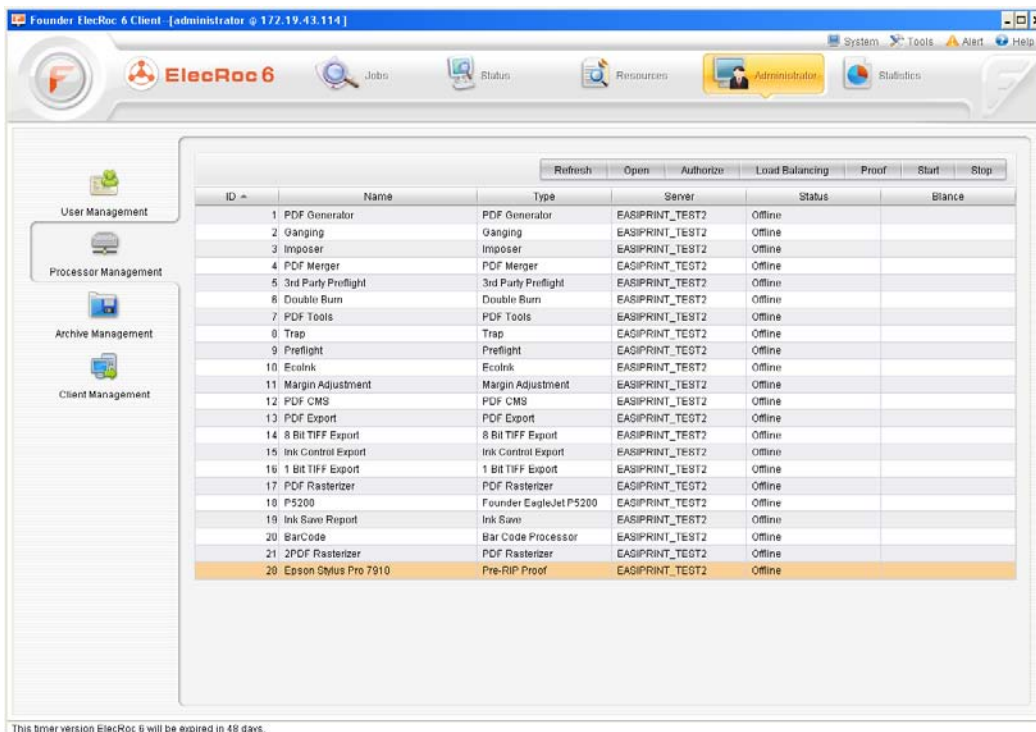 Founder ElecRoc 6 Client--[administrator @ 172.19.43.114]
System Tools Alert Help
F ElecRoc 6 Jobs Status Resources Administrator Statistics
User Management
Processor Management
Archive Management
Client Management
Refresh Open Authorize Load Balancing Proof Start Stop
ID Name Type Server Status Blance
1 PDF Generator PDF Generator EASIPRINT_TEST2 Offline
2 Ganging Ganging EASIPRINT_TEST2 Offline
3 Imposer Imposer EASIPRINT_TEST2 Offline
4 PDF Merger PDF Merger EASIPRINT_TEST2 Offline
5 3rd Party Preflight 3rd Party Preflight EASIPRINT_TEST2 Offline
6 Double Burn Double Burn EASIPRINT_TEST2 Offline
7 PDF Tools PDF Tools EASIPRINT_TEST2 Offline
8 Trap Trap EASIPRINT_TEST2 Offline
9 Preflight Preflight EASIPRINT_TEST2 Offline
10 EcoInk EcoInk EASIPRINT_TEST2 Offline
11 Margin Adjustment Margin Adjustment EASIPRINT_TEST2 Offline
12 PDF CMS PDF CMS EASIPRINT_TEST2 Offline
13 PDF Export PDF Export EASIPRINT_TEST2 Offline
14 8 Bit TIFF Export 8 Bit TIFF Export EASIPRINT_TEST2 Offline
15 Ink Control Export Ink Control Export EASIPRINT_TEST2 Offline
16 1 Bit TIFF Export 1 Bit TIFF Export EASIPRINT_TEST2 Offline
17 PDF Rasterizer PDF Rasterizer EASIPRINT_TEST2 Offline
18 P5200 Founder EagleJet P5200 EASIPRINT_TEST2 Offline
19 Ink Save Report Ink Save EASIPRINT_TEST2 Offline
20 BarCode Bar Code Processor EASIPRINT_TEST2 Offline
21 2PDF Rasterizer PDF Rasterizer EASIPRINT_TEST2 Offline
28 Epson Stylus Pro 7910 Pre-RIP Proof EASIPRINT_TEST2 Offline
This timer version ElecRoc 6 will be expired in 48 days.